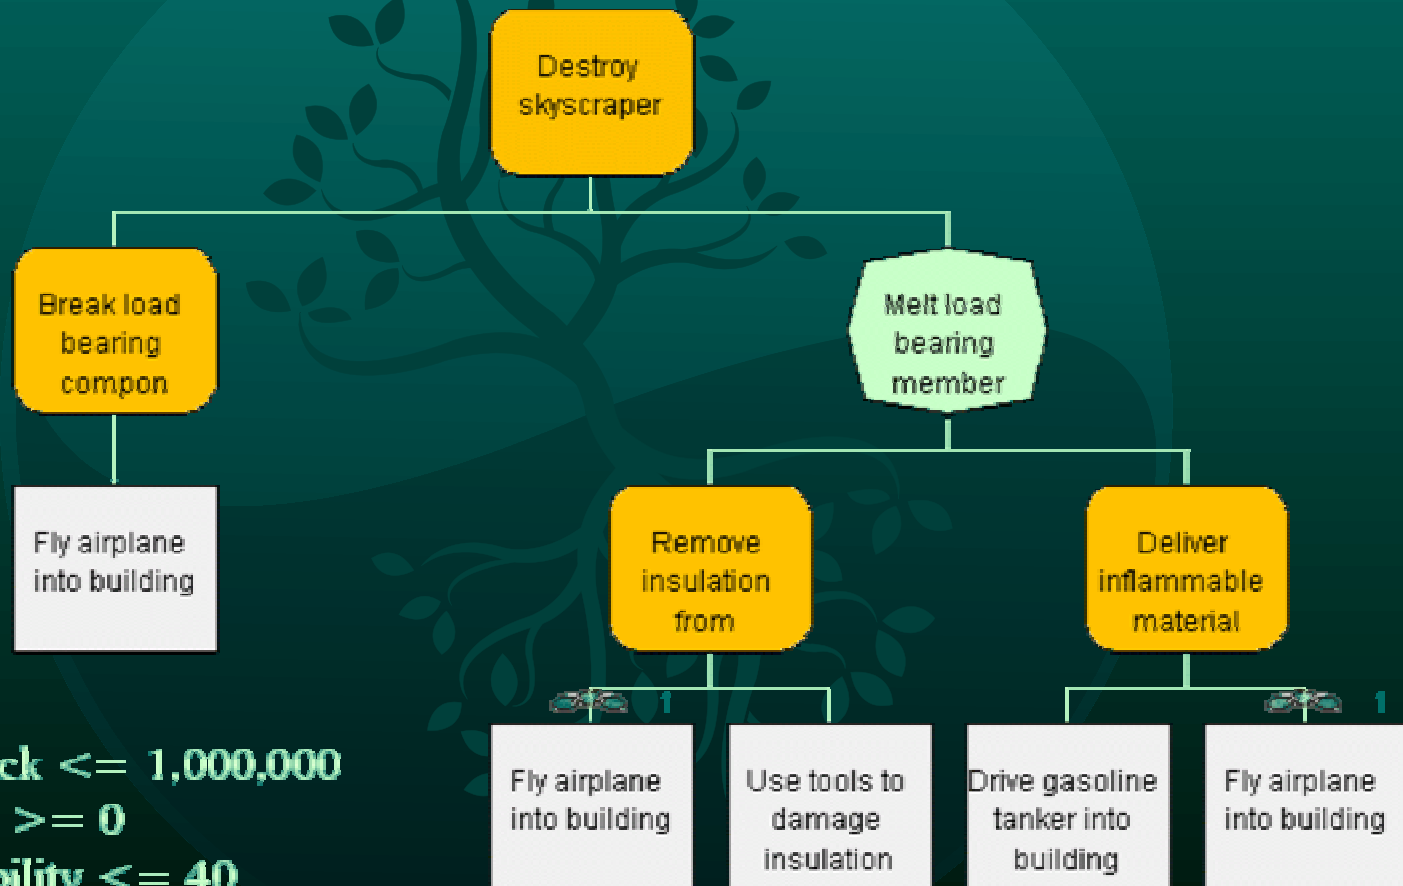 Destroy
skyscraper
Break load
bearing
compon
Melt load
bearing
member
Fly airplane
into building
Remove
insulation
from
Deliver
inflammable
material
1
1
Fly airplane
into building
Use tools to
damage
insulation
Drive gasoline
tanker into
building
Fly airplane
into building
ck <= 1,000,000
>= 0
bility <= 40